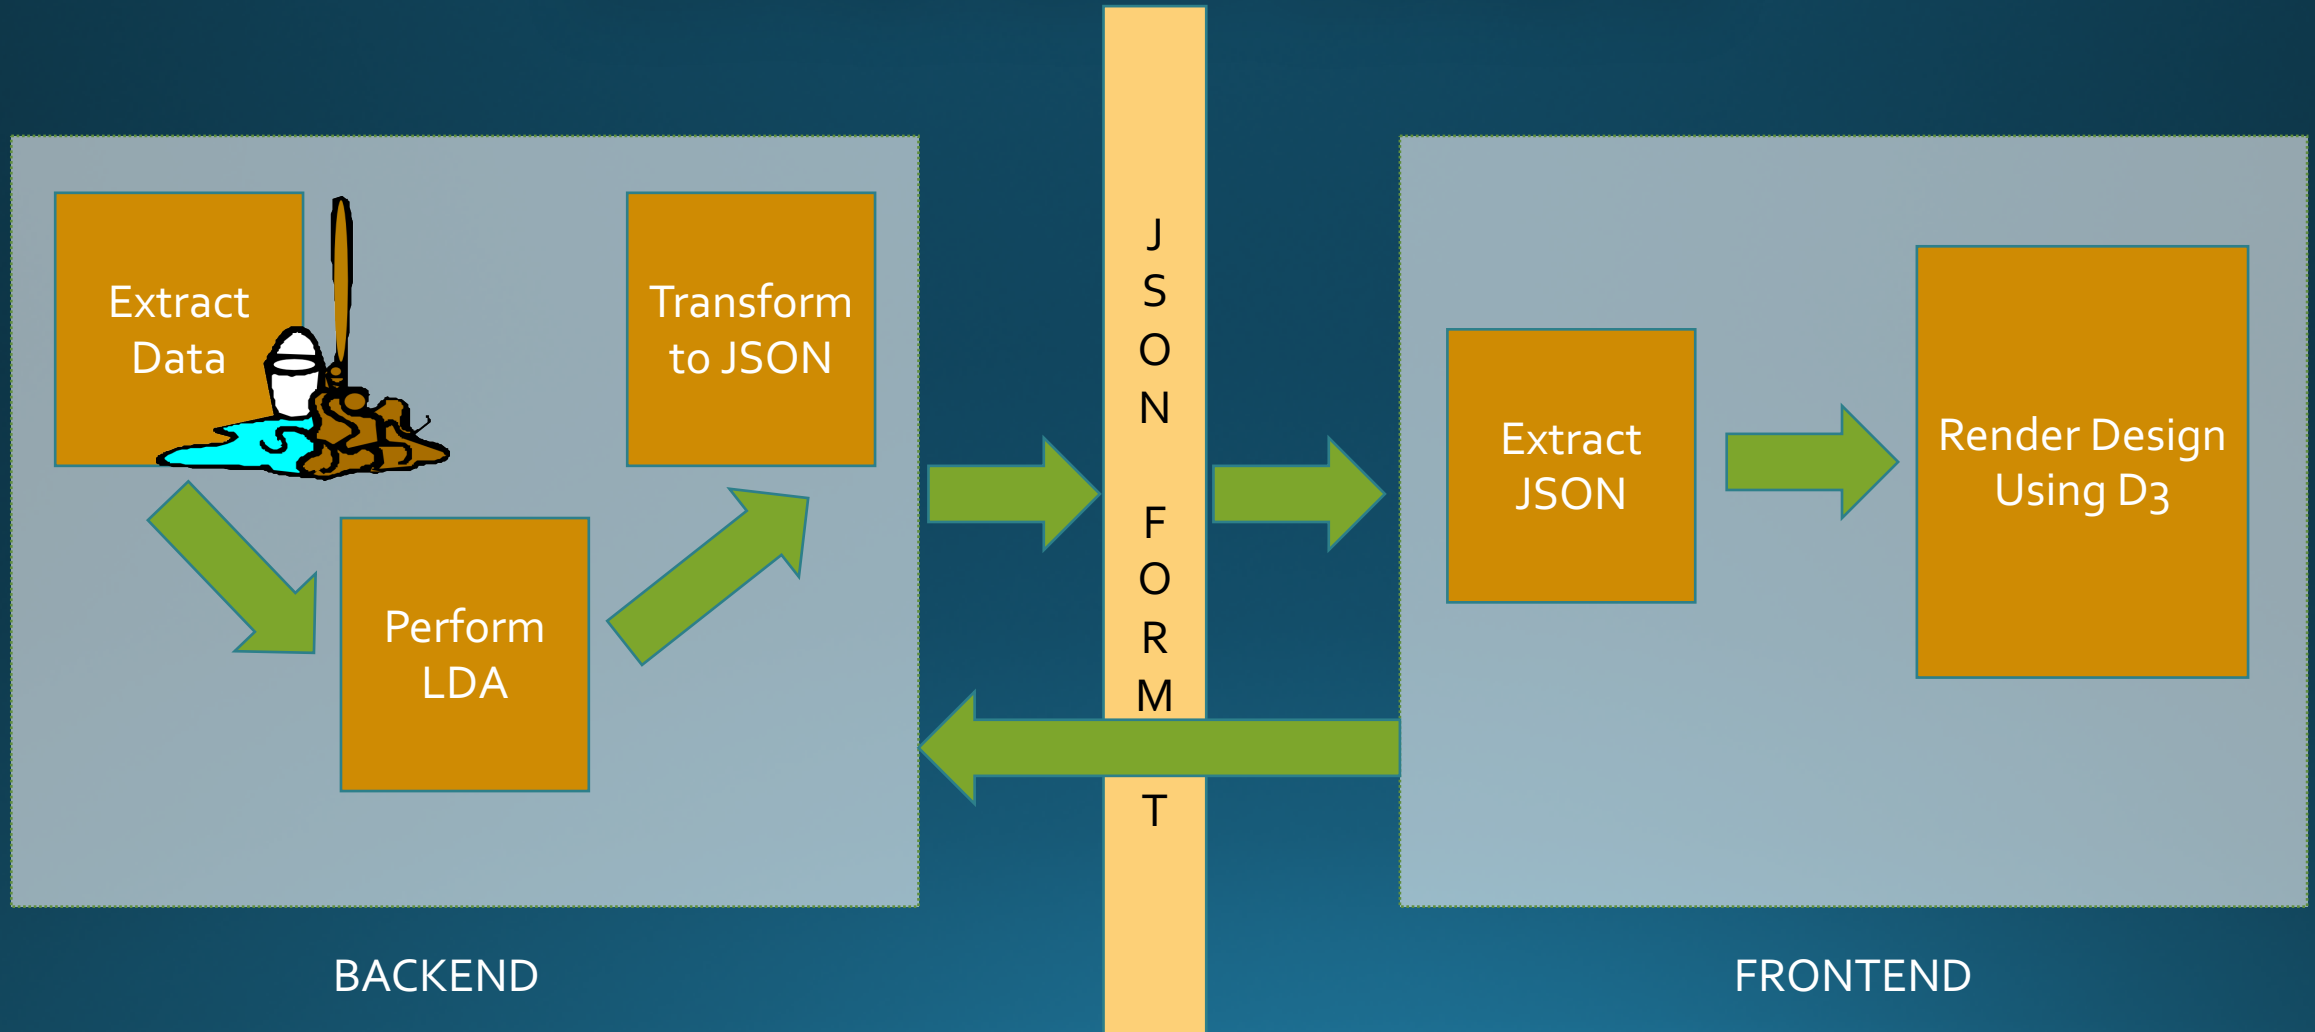 Extract
Data
Transform
to JSON
Perform
LDA
J
S
O
N
F
O
R
M
T
Extract
JSON
Render Design
Using D3
BACKEND
FRONTEND